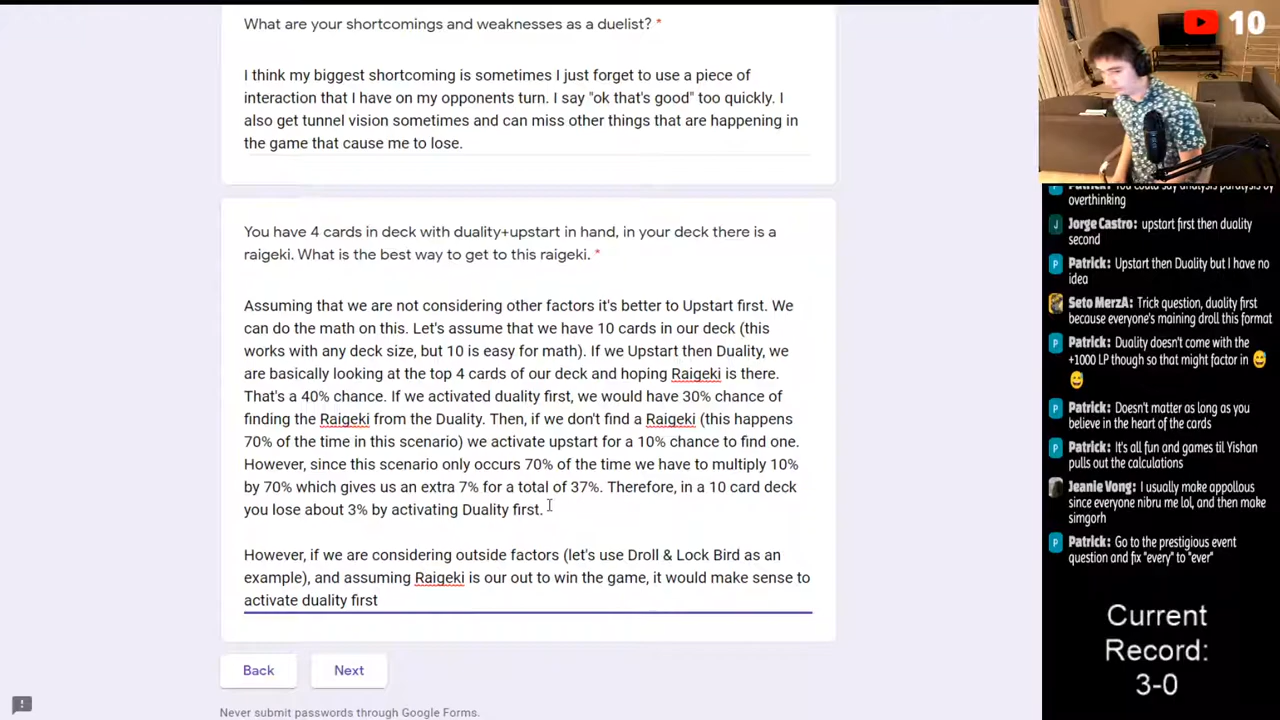 What are your shortcomings and weaknesses as a duelist? *
I think my biggest shortcoming is sometimes I just forget to use a piece of
interaction that I have on my opponents turn. I say "ok that's good" too quickly. I
also get tunnel vision sometimes and can miss other things that are happening in
the game that cause me to lose.
You have 4 cards in deck with duality+upstart in hand, in your deck there is a
raigeki. What is the best way to get to this raigeki. *
Assuming that we are not considering other factors it's better to Upstart first. We
can do the math on this. Let's assume that we have 10 cards in our deck (this
works with any deck size, but 10 is easy for math). If we Upstart then Duality, we
are basically looking at the top 4 cards of our deck and hoping Raigeki is there.
That's a 40% chance. If we activated duality first, we would have 30% chance of
finding the Raigeki from the Duality. Then, if we don't find a Raigeki (this happens
70% of the time in this scenario) we activate upstart for a 10% chance to find one.
However, since this scenario only occurs 70% of the time we have to multiply 10%
by 70% which gives us an extra 7% for a total of 37%. Therefore, in a 10 card deck
you lose about 3% by activating Duality first.
However, if we are considering outside factors (let's use Droll & Lock Bird as an
example), and assuming Raigeki is our out to win the game, it would make sense to
activate duality first
Back
Next
Never submit passwords through Google Forms.
10
Patrick: You could say analysis paralysis by
overthinking
J
Jorge Castro: upstart first then duality
second
P
Patrick: Upstart then Duality but I have no
idea
Seto MerzA: Trick question, duality first
because everyone's maining droll this format
P
Patrick: Duality doesn't come with the
+1000 LP though so that might factor in 😅
😅
P
Patrick: Doesn't matter as long as you
believe in the heart of the cards
P
Patrick: It's all fun and games til Yishan
pulls out the calculations
Jeanie Vong: I usually make appollous
since everyone nibru me lol, and then make
simorgh
P
Patrick: Go to the prestigious event
question and fix "every" to "ever"
Current
Record:
3-0